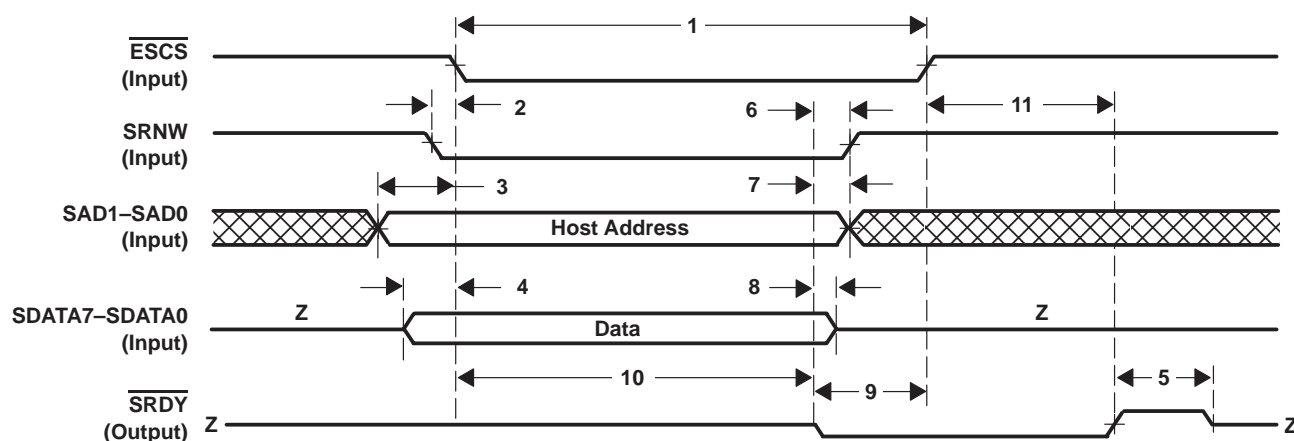 1
ESCS
(Input)
2
6
11
SRNW
(Input)
3
7
SAD1–SAD0
(Input)
Host Address
4
8
SDATA7–SDATA0
(Input)
Z
Data
Z
10
9
5
SRDY
(Output)
Z
Z